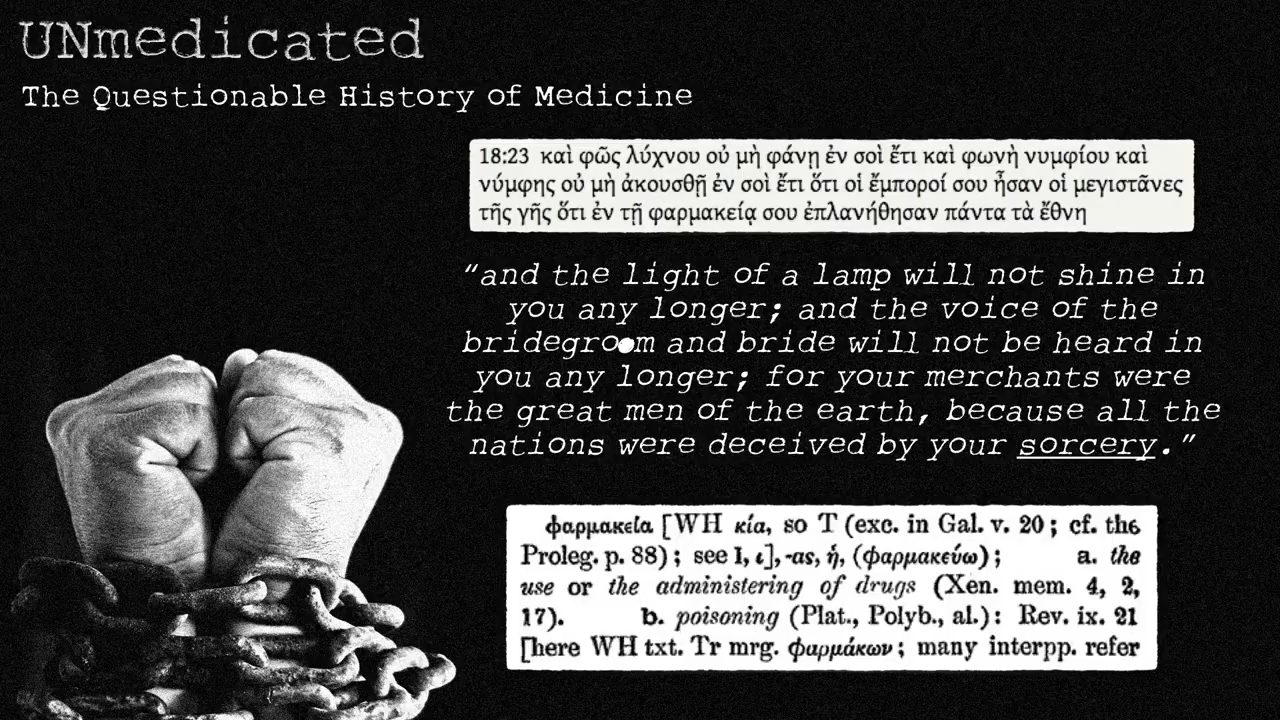 UNmedicated
The Questionable History of Medicine
18:23 καὶ φῶς λύχνου οὐ μὴ φάνῃ ἐν σοὶ ἔτι καὶ φωνὴ νυμφίου καὶ
νύμφης οὐ μὴ ἀκουσθῇ ἐν σοὶ ἔτι ὅτι οἱ ἔμποροί σου ἦσαν οἱ μεγιστᾶνες
τῆς γῆς ὅτι ἐν τῇ φαρμακείᾳ σου ἐπλανήθησαν πάντα τὰ ἔθνη
“and the light of a lamp will not shine in
you any longer; and the voice of the
bridegroom and bride will not be heard in
you any longer; for your merchants were
the great men of the earth, because all the
nations were deceived by your sorcery.”
φαρμακεία [WH κία, so T (exc. in Gal. v. 20; cf. the
Proleg. p. 88); see I, ι], -ας, ἡ, (φαρμακεύω); a. the
use or the administering of drugs (Xen. mem. 4, 2,
17). b. poisoning (Plat., Polyb., al.): Rev. ix. 21
[here WH txt. Tr mrg. φαρμάκων; many interpp. refer